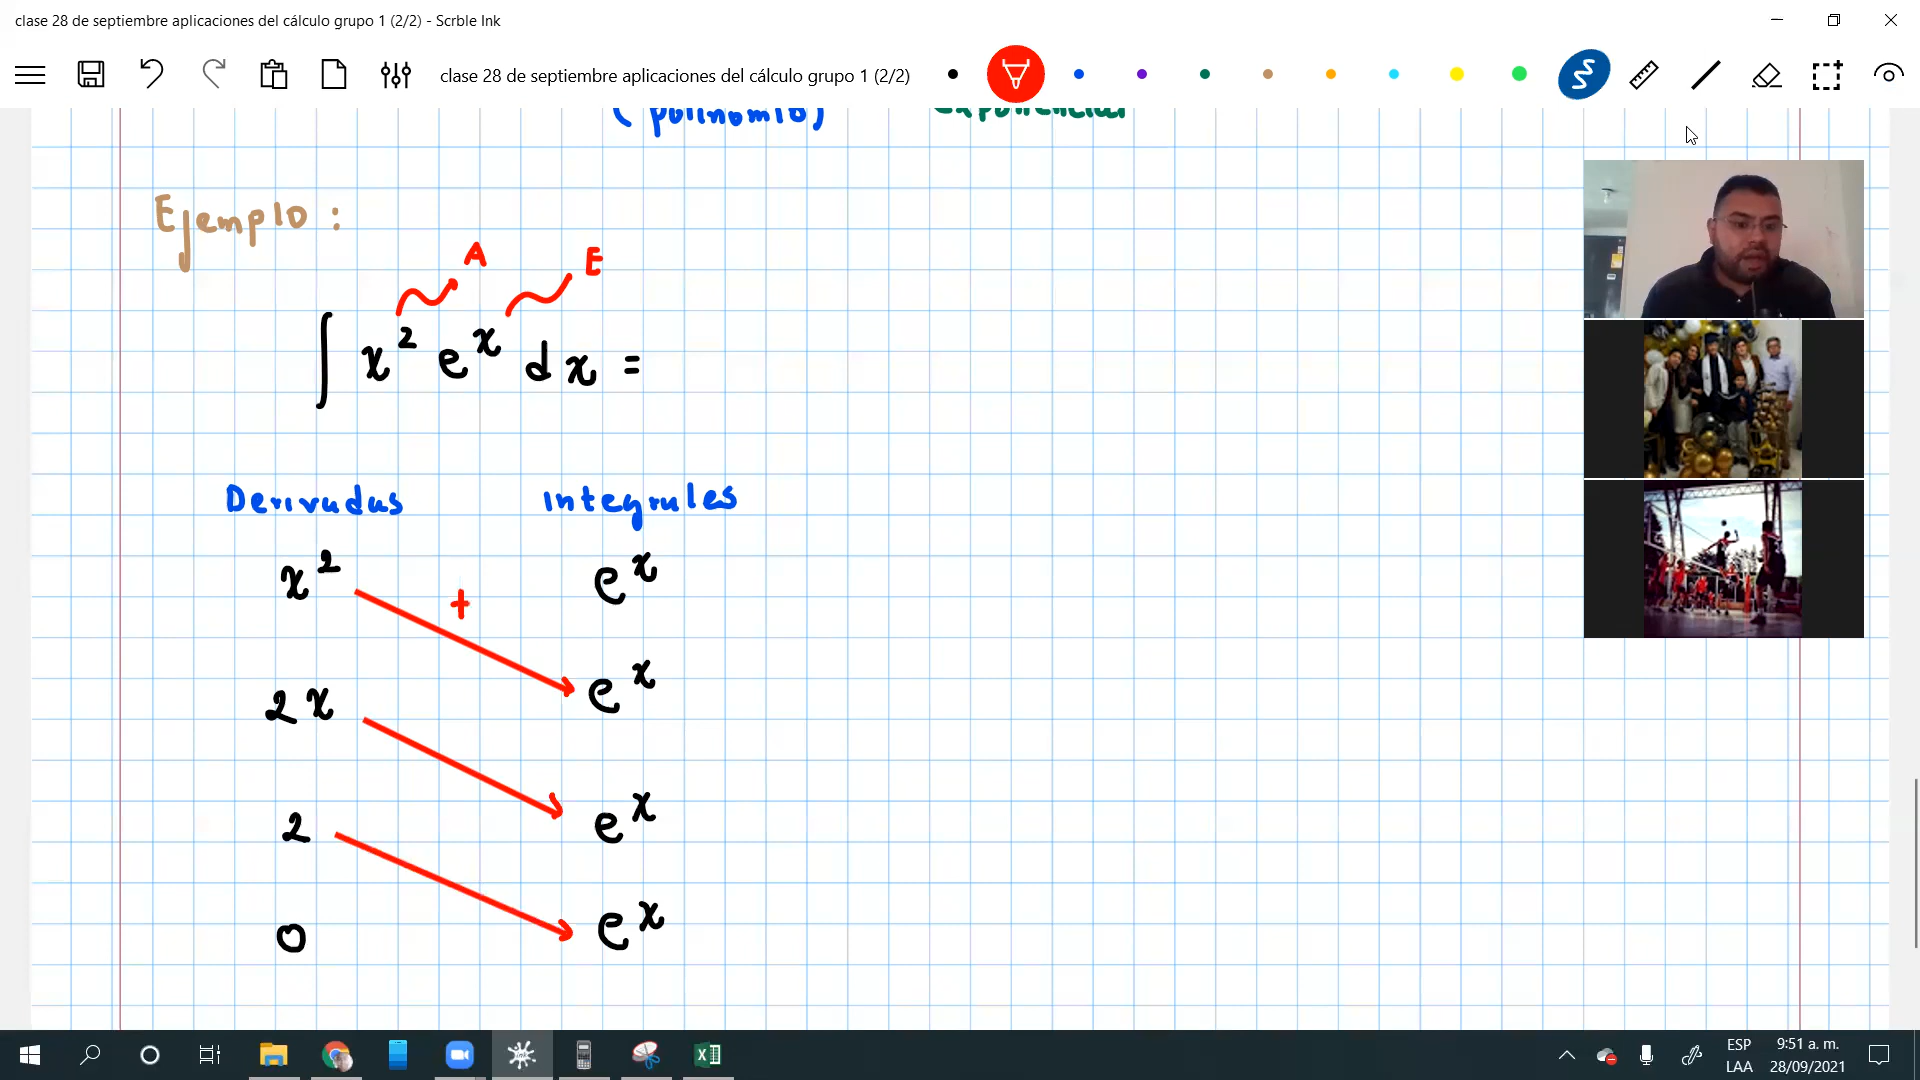 clase 28 de septiembre aplicaciones del cálculo grupo 1 (2/2) - Scrble Ink
clase 28 de septiembre aplicaciones del cálculo grupo 1 (2/2)
(polinomio) exponencial
Ejemplo :
A E
∫ x² eˣ dx =
Derivadas Integrales
x² + eˣ
2x eˣ
2 eˣ
0 eˣ
ESP 9:51 a. m.
LAA 28/09/2021